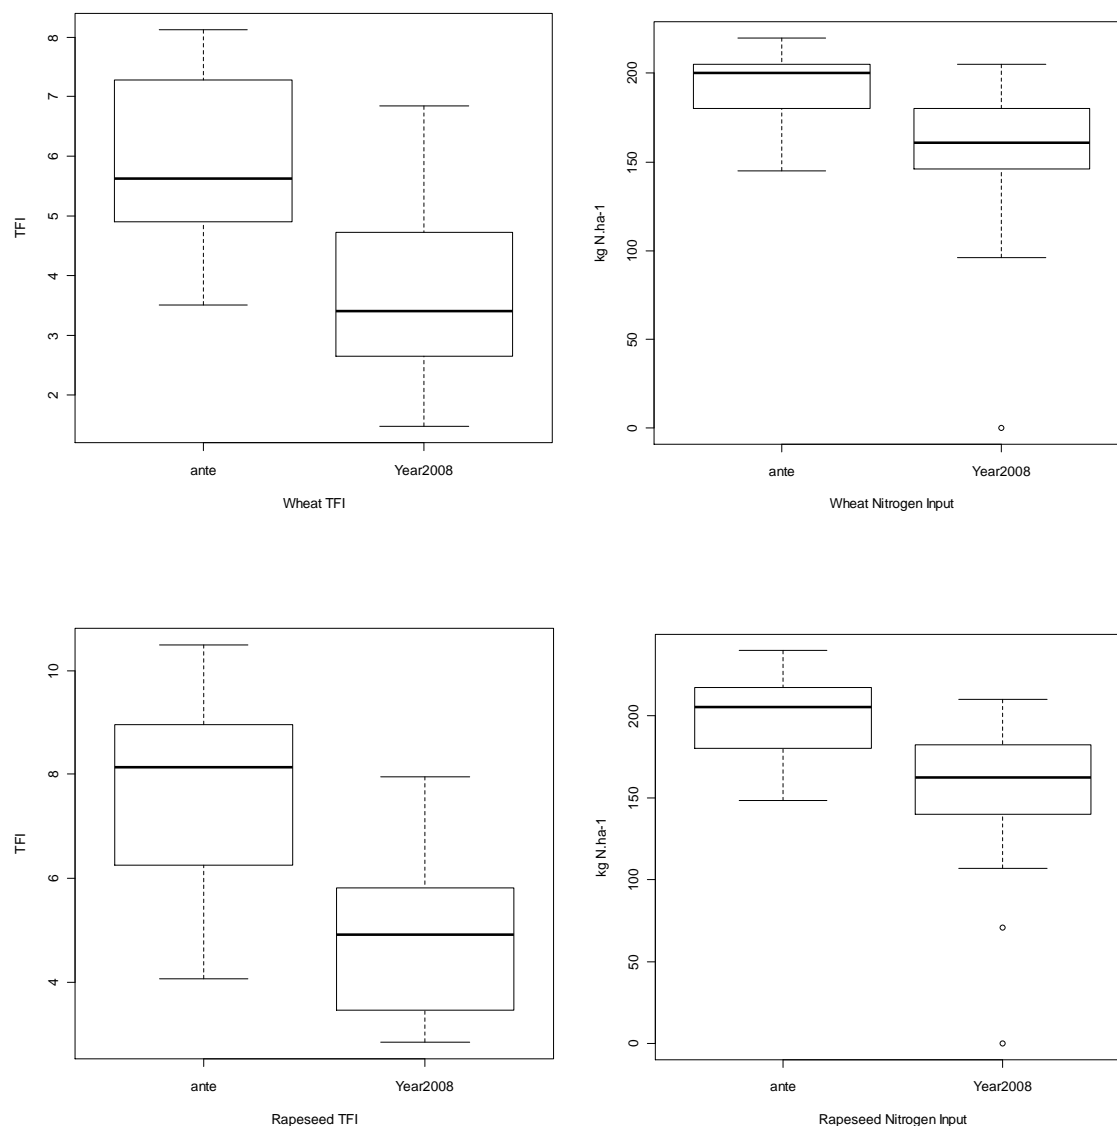 TFI
8
7
6
5
4
3
2
ante Year2008
Wheat TFI
kg N.ha-1
200
150
100
50
0
ante Year2008
Wheat Nitrogen Input
TFI
10
8
6
4
ante Year2008
Rapeseed TFI
kg N.ha-1
200
150
100
50
0
ante Year2008
Rapeseed Nitrogen Input